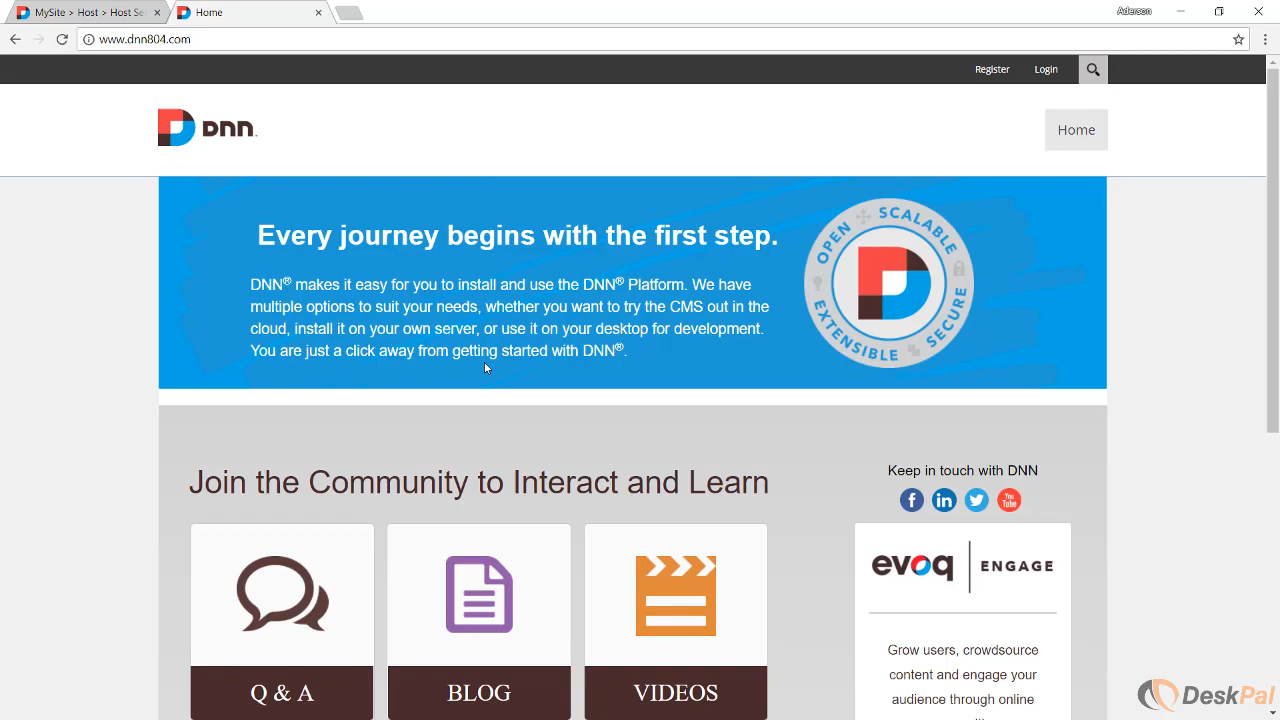 MySite > Host > Host Se
Home
Aderson
www.dnn804.com
Register
Login
DNN
Home
Every journey begins with the first step.
DNN® makes it easy for you to install and use the DNN® Platform. We have
multiple options to suit your needs, whether you want to try the CMS out in the
cloud, install it on your own server, or use it on your desktop for development.
You are just a click away from getting started with DNN®.
OPEN
SCALABLE
EXTENSIBLE
SECURE
Join the Community to Interact and Learn
Keep in touch with DNN
f
in
You
Tube
evoq ENGAGE
Grow users, crowdsource
content and engage your
audience through online
Q & A
BLOG
VIDEOS
DeskPal